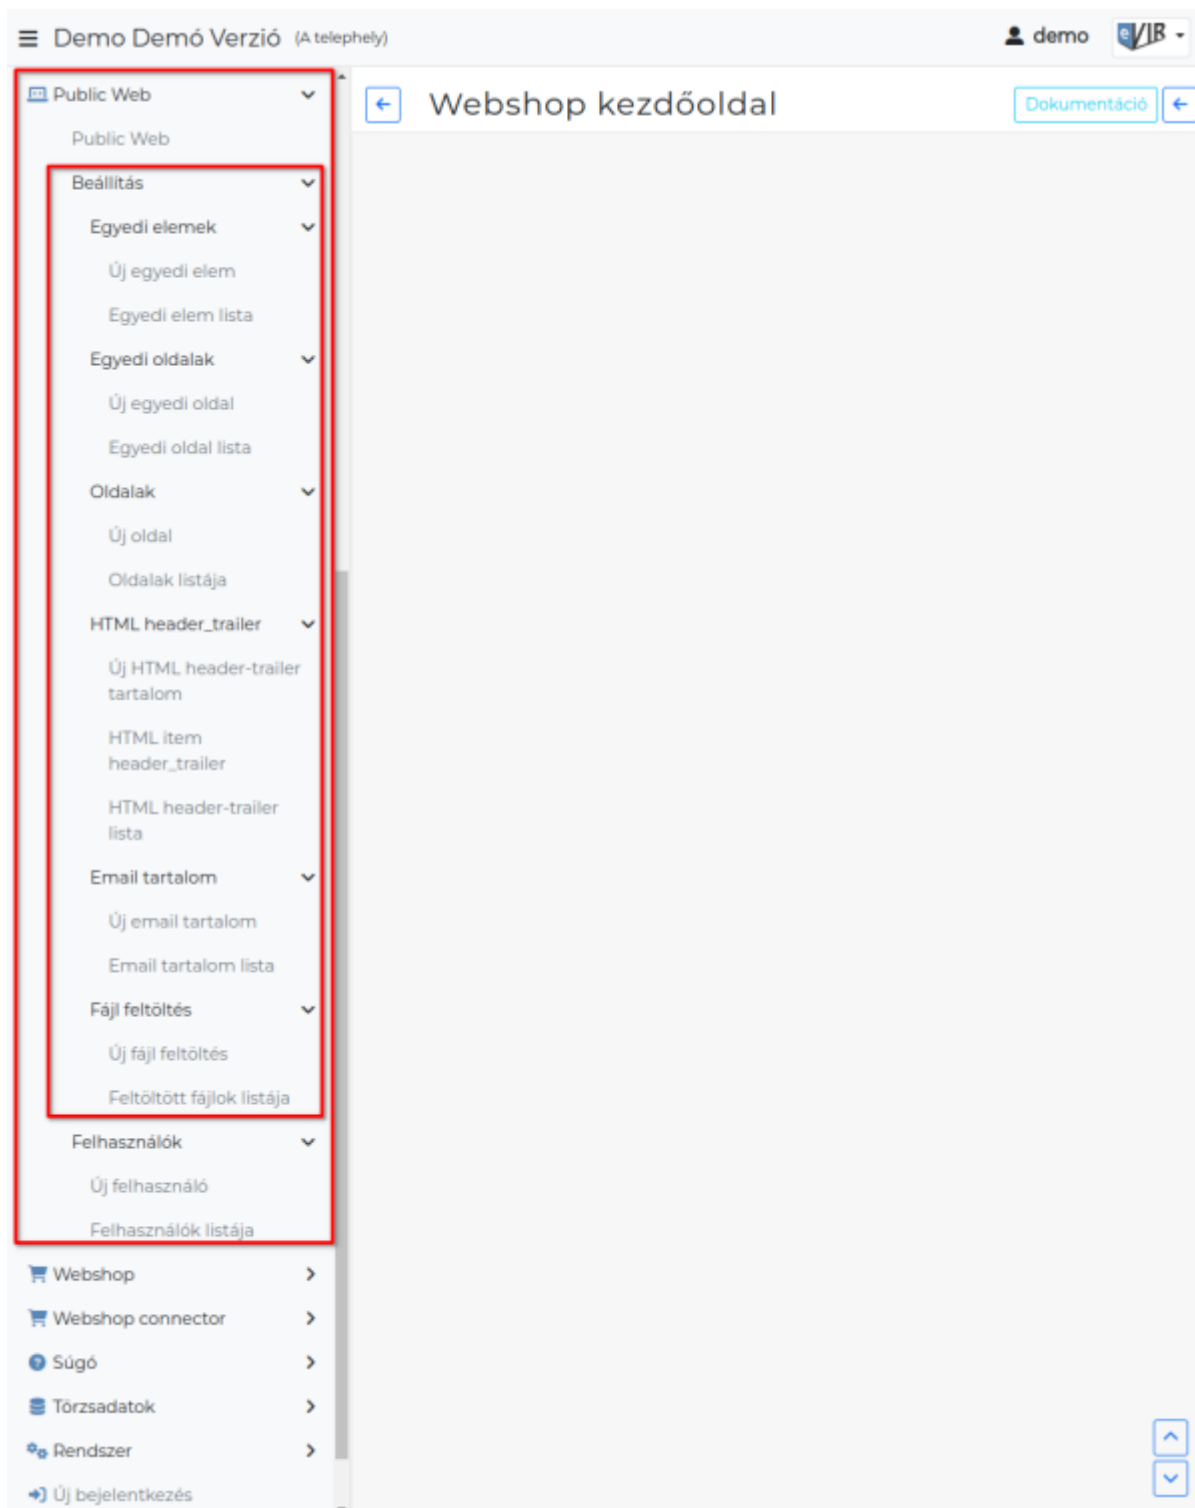 Demo Demó Verzió (A telephely)
demo
eVIR
Public Web
Webshop kezdőoldal
Dokumentáció
Public Web
Beállítás
Egyedi elemek
Új egyedi elem
Egyedi elem lista
Egyedi oldalak
Új egyedi oldal
Egyedi oldal lista
Oldalak
Új oldal
Oldalak listája
HTML header_trailer
Új HTML header-trailer
tartalom
HTML item
header_trailer
HTML header-trailer
lista
Email tartalom
Új email tartalom
Email tartalom lista
Fájl feltöltés
Új fájl feltöltés
Feltöltött fájlok listája
Felhasználók
Új felhasználó
Felhasználók listája
Webshop
Webshop connector
Súgó
Törzsadatok
Rendszer
Új bejelentkezés